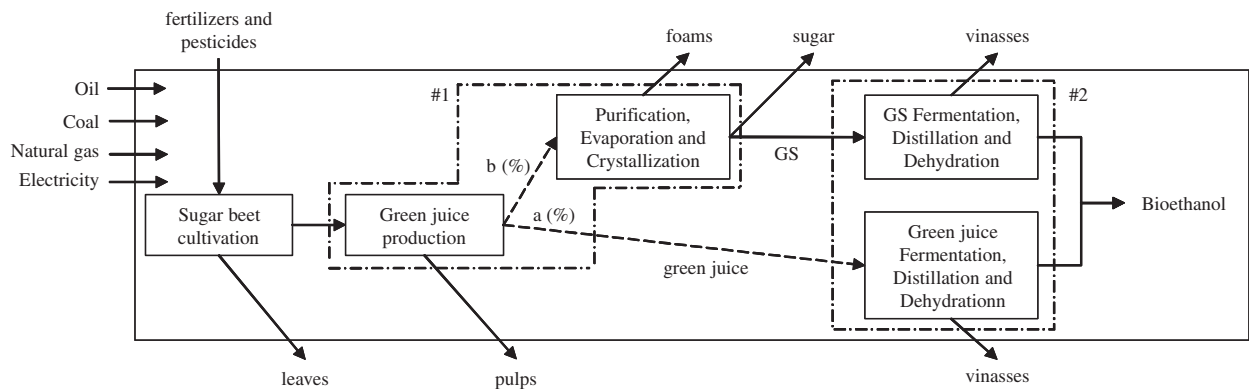 fertilizers and
pesticides
foams
sugar
vinasses
Oil
Coal
Natural gas
Electricity
#1
Purification,
Evaporation and
Crystallization
GS
GS Fermentation,
Distillation and
Dehydration
#2
b (%)
a (%)
Sugar beet
cultivation
Green juice
production
green juice
Green juice
Fermentation,
Distillation and
Dehydrationn
Bioethanol
leaves
pulps
vinasses